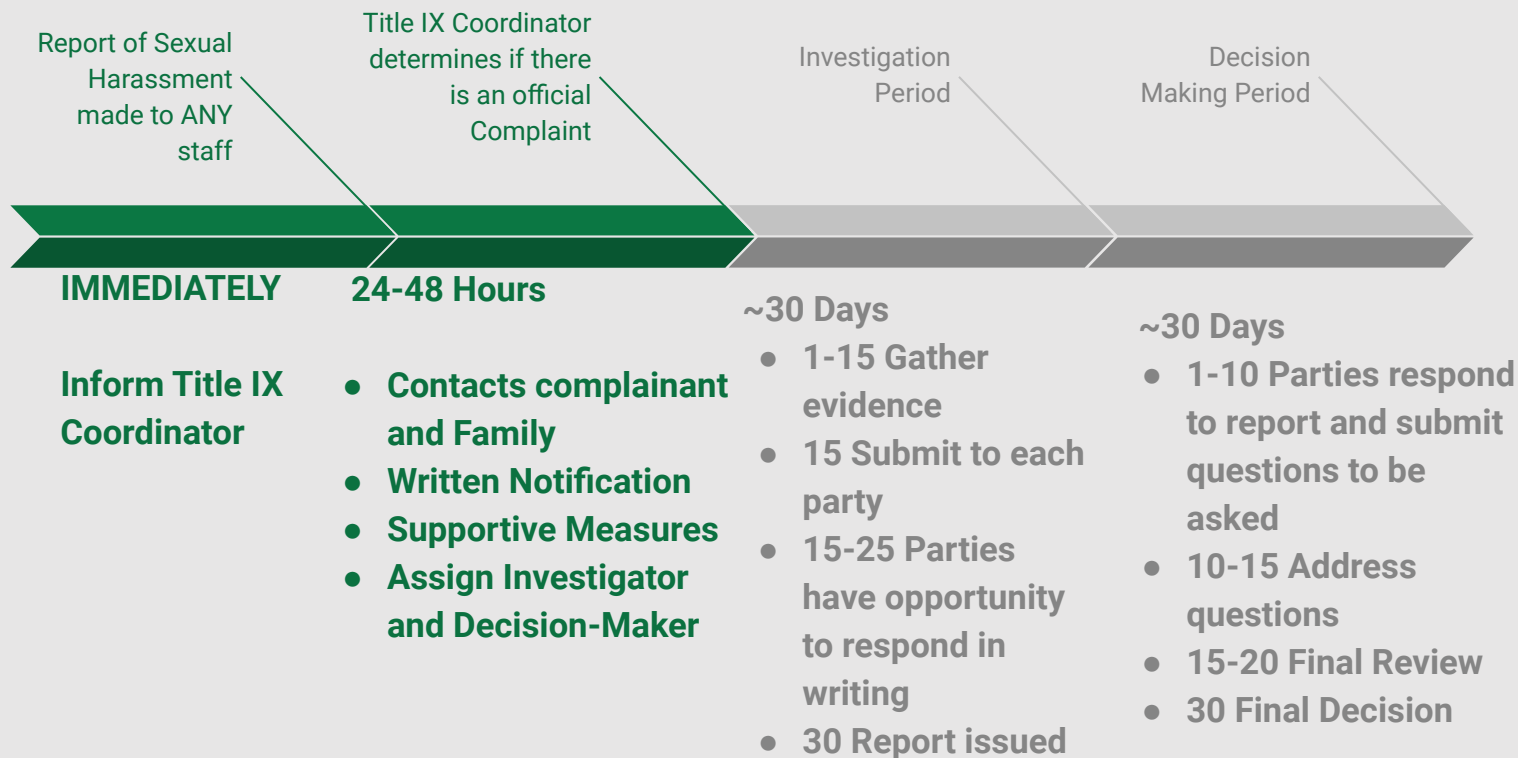 Report of Sexual
Harassment
made to ANY
staff
Title IX Coordinator
determines if there
is an official
Complaint
Investigation
Period
Decision
Making Period
IMMEDIATELY
Inform Title IX
Coordinator
24-48 Hours
● Contacts complainant
and Family
● Written Notification
● Supportive Measures
● Assign Investigator
and Decision-Maker
~30 Days
● 1-15 Gather
evidence
● 15 Submit to each
party
● 15-25 Parties
have opportunity
to respond in
writing
● 30 Report issued
~30 Days
● 1-10 Parties respond
to report and submit
questions to be
asked
● 10-15 Address
questions
● 15-20 Final Review
● 30 Final Decision